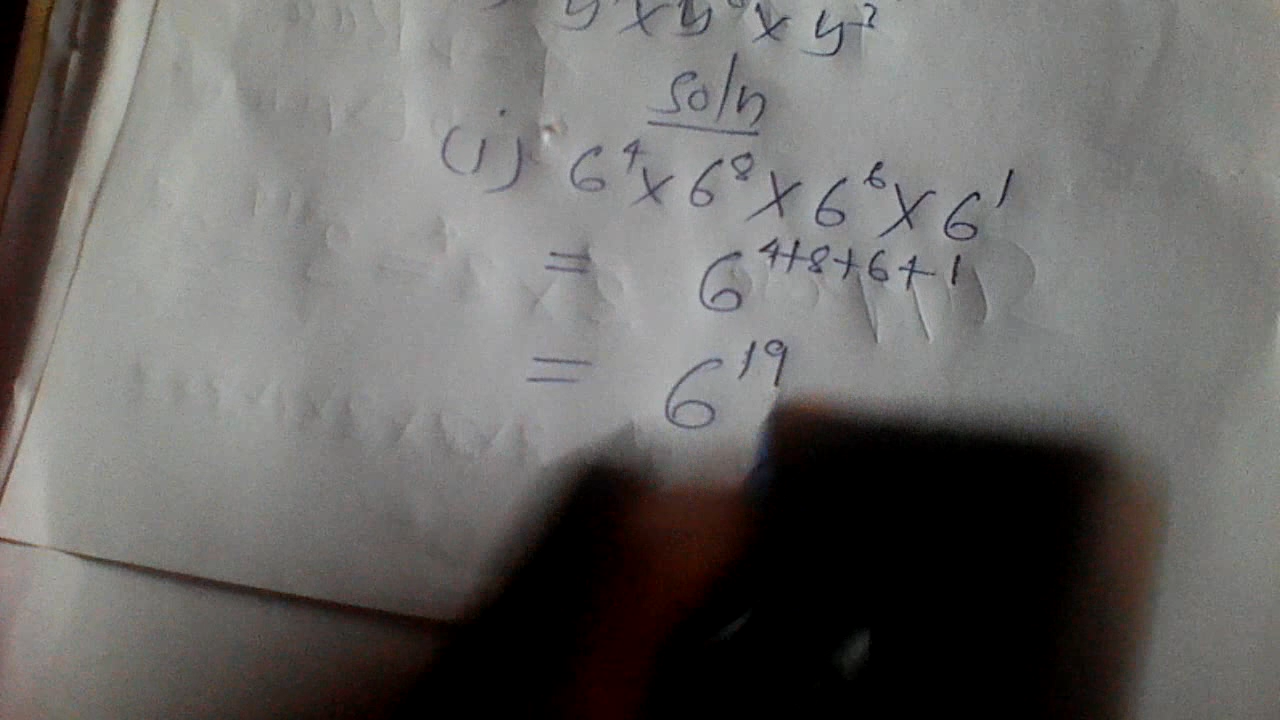 soln
(i) 6⁴ × 6⁸ × 6⁶ × 6¹
= 6⁴⁺⁸⁺⁶⁺¹
= 6¹⁹